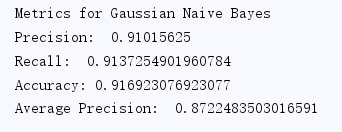 Metrics for Gaussian Naive Bayes
Precision:  0.91015625
Recall:  0.9137254901960784
Accuracy: 0.916923076923077
Average Precision:  0.8722483503016591